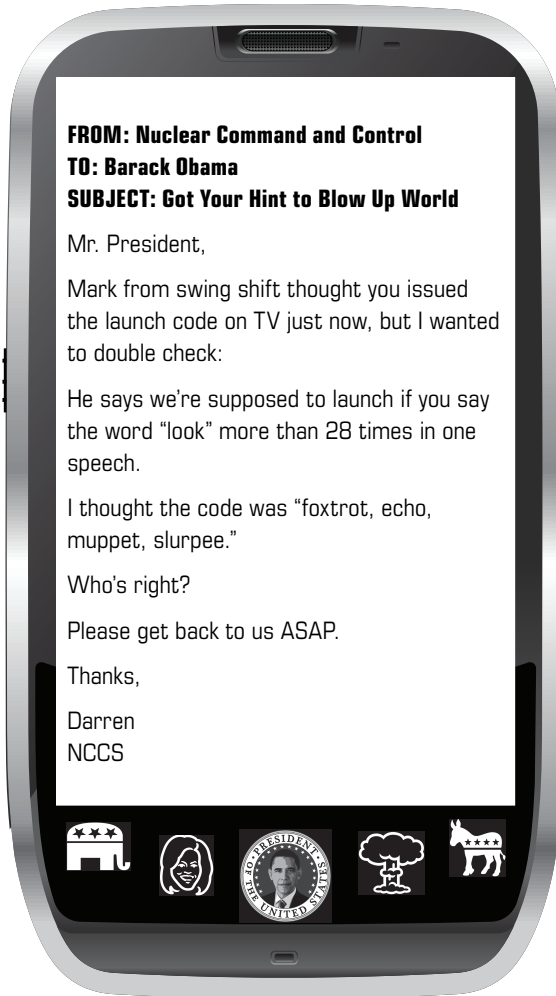 FROM: Nuclear Command and Control
TO: Barack Obama
SUBJECT: Got Your Hint to Blow Up World
Mr. President,
Mark from swing shift thought you issued
the launch code on TV just now, but I wanted
to double check:
He says we’re supposed to launch if you say
the word “look” more than 28 times in one
speech.
I thought the code was “foxtrot, echo,
muppet, slurpee.”
Who’s right?
Please get back to us ASAP.
Thanks,
Darren
NCCS
PRESIDENT OF THE UNITED STATES